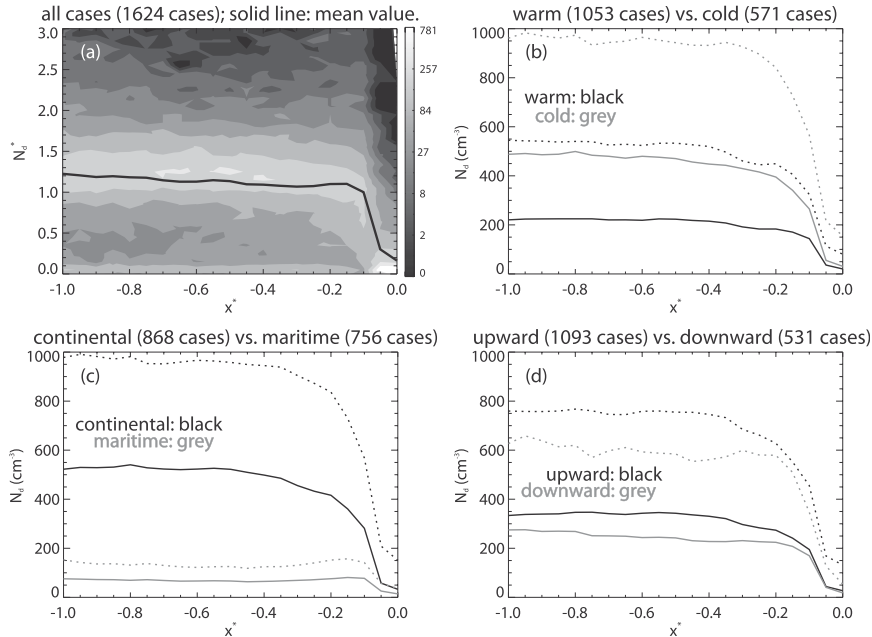 all cases (1624 cases); solid line: mean value.
(a)
3.0
2.5
2.0
1.5
1.0
0.5
0.0
N_d^*
-1.0 -0.8 -0.6 -0.4 -0.2 0.0
x^*
781
257
84
27
8
2
0
warm (1053 cases) vs. cold (571 cases)
(b)
warm: black
cold: grey
1000
800
600
400
200
0
N_d (cm^-3)
-1.0 -0.8 -0.6 -0.4 -0.2 0.0
x^*
continental (868 cases) vs. maritime (756 cases)
(c)
continental: black
maritime: grey
1000
800
600
400
200
0
N_d (cm^-3)
-1.0 -0.8 -0.6 -0.4 -0.2 0.0
x^*
upward (1093 cases) vs. downward (531 cases)
(d)
upward: black
downward: grey
1000
800
600
400
200
0
N_d (cm^-3)
-1.0 -0.8 -0.6 -0.4 -0.2 0.0
x^*